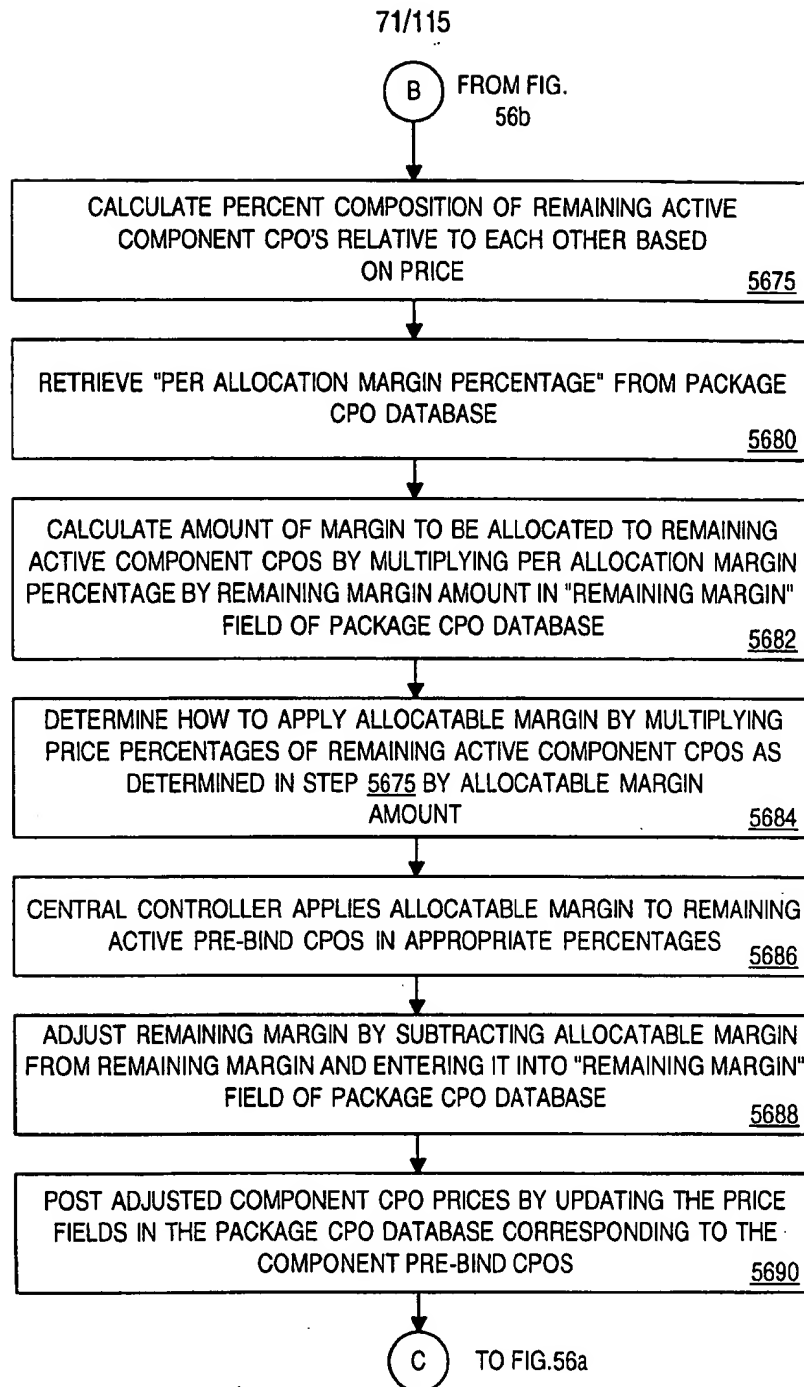 71/115
B FROM FIG.
56b
CALCULATE PERCENT COMPOSITION OF REMAINING ACTIVE
COMPONENT CPO'S RELATIVE TO EACH OTHER BASED
ON PRICE
5675
RETRIEVE "PER ALLOCATION MARGIN PERCENTAGE" FROM PACKAGE
CPO DATABASE
5680
CALCULATE AMOUNT OF MARGIN TO BE ALLOCATED TO REMAINING
ACTIVE COMPONENT CPOS BY MULTIPLYING PER ALLOCATION MARGIN
PERCENTAGE BY REMAINING MARGIN AMOUNT IN "REMAINING MARGIN"
FIELD OF PACKAGE CPO DATABASE
5682
DETERMINE HOW TO APPLY ALLOCATABLE MARGIN BY MULTIPLYING
PRICE PERCENTAGES OF REMAINING ACTIVE COMPONENT CPOS AS
DETERMINED IN STEP 5675 BY ALLOCATABLE MARGIN
AMOUNT
5684
CENTRAL CONTROLLER APPLIES ALLOCATABLE MARGIN TO REMAINING
ACTIVE PRE-BIND CPOS IN APPROPRIATE PERCENTAGES
5686
ADJUST REMAINING MARGIN BY SUBTRACTING ALLOCATABLE MARGIN
FROM REMAINING MARGIN AND ENTERING IT INTO "REMAINING MARGIN"
FIELD OF PACKAGE CPO DATABASE
5688
POST ADJUSTED COMPONENT CPO PRICES BY UPDATING THE PRICE
FIELDS IN THE PACKAGE CPO DATABASE CORRESPONDING TO THE
COMPONENT PRE-BIND CPOS
5690
C TO FIG.56a